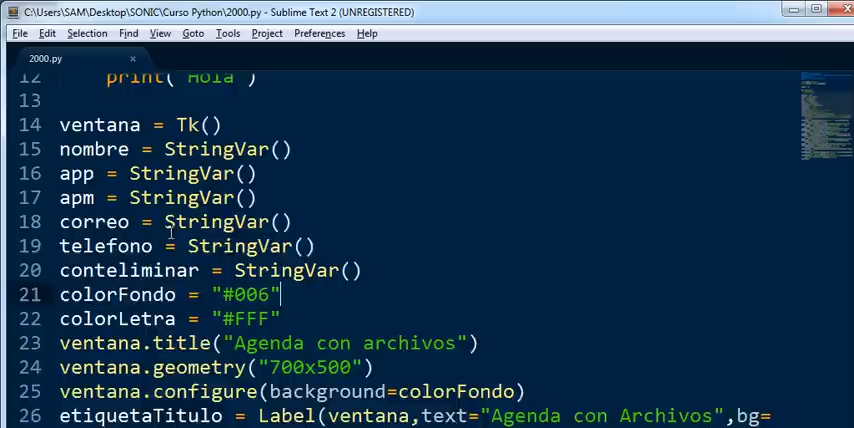 C:\Users\SAM\Desktop\SONIC\Curso Python\2000.py - Sublime Text 2 (UNREGISTERED)
File Edit Selection Find View Goto Tools Project Preferences Help
2000.py ×
12     print("Hola")
13
14 ventana = Tk()
15 nombre = StringVar()
16 app = StringVar()
17 apm = StringVar()
18 correo = StringVar()
19 telefono = StringVar()
20 conteliminar = StringVar()
21 colorFondo = "#006"
22 colorLetra = "#FFF"
23 ventana.title("Agenda con archivos")
24 ventana.geometry("700x500")
25 ventana.configure(background=colorFondo)
26 etiquetaTitulo = Label(ventana,text="Agenda con Archivos",bg=